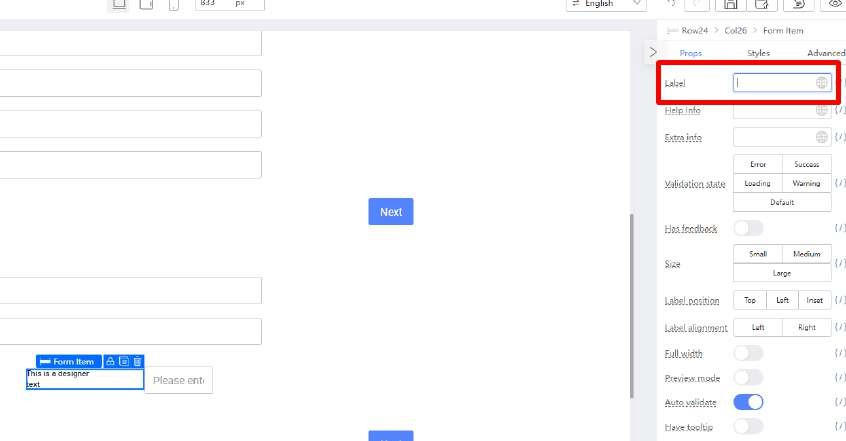 833 px
English
Row24 > Col26 > Form Item
Props Styles Advanced
Label
Help info
Extra info
Error Success
Validation state Loading Warning
Default
Next
Has feedback
Small Medium
Size
Large
Label position Top Left Inset
Label alignment Left Right
Full width
Form Item
This is a designer
text
Please ente
Preview mode
Auto validate
Have tooltip